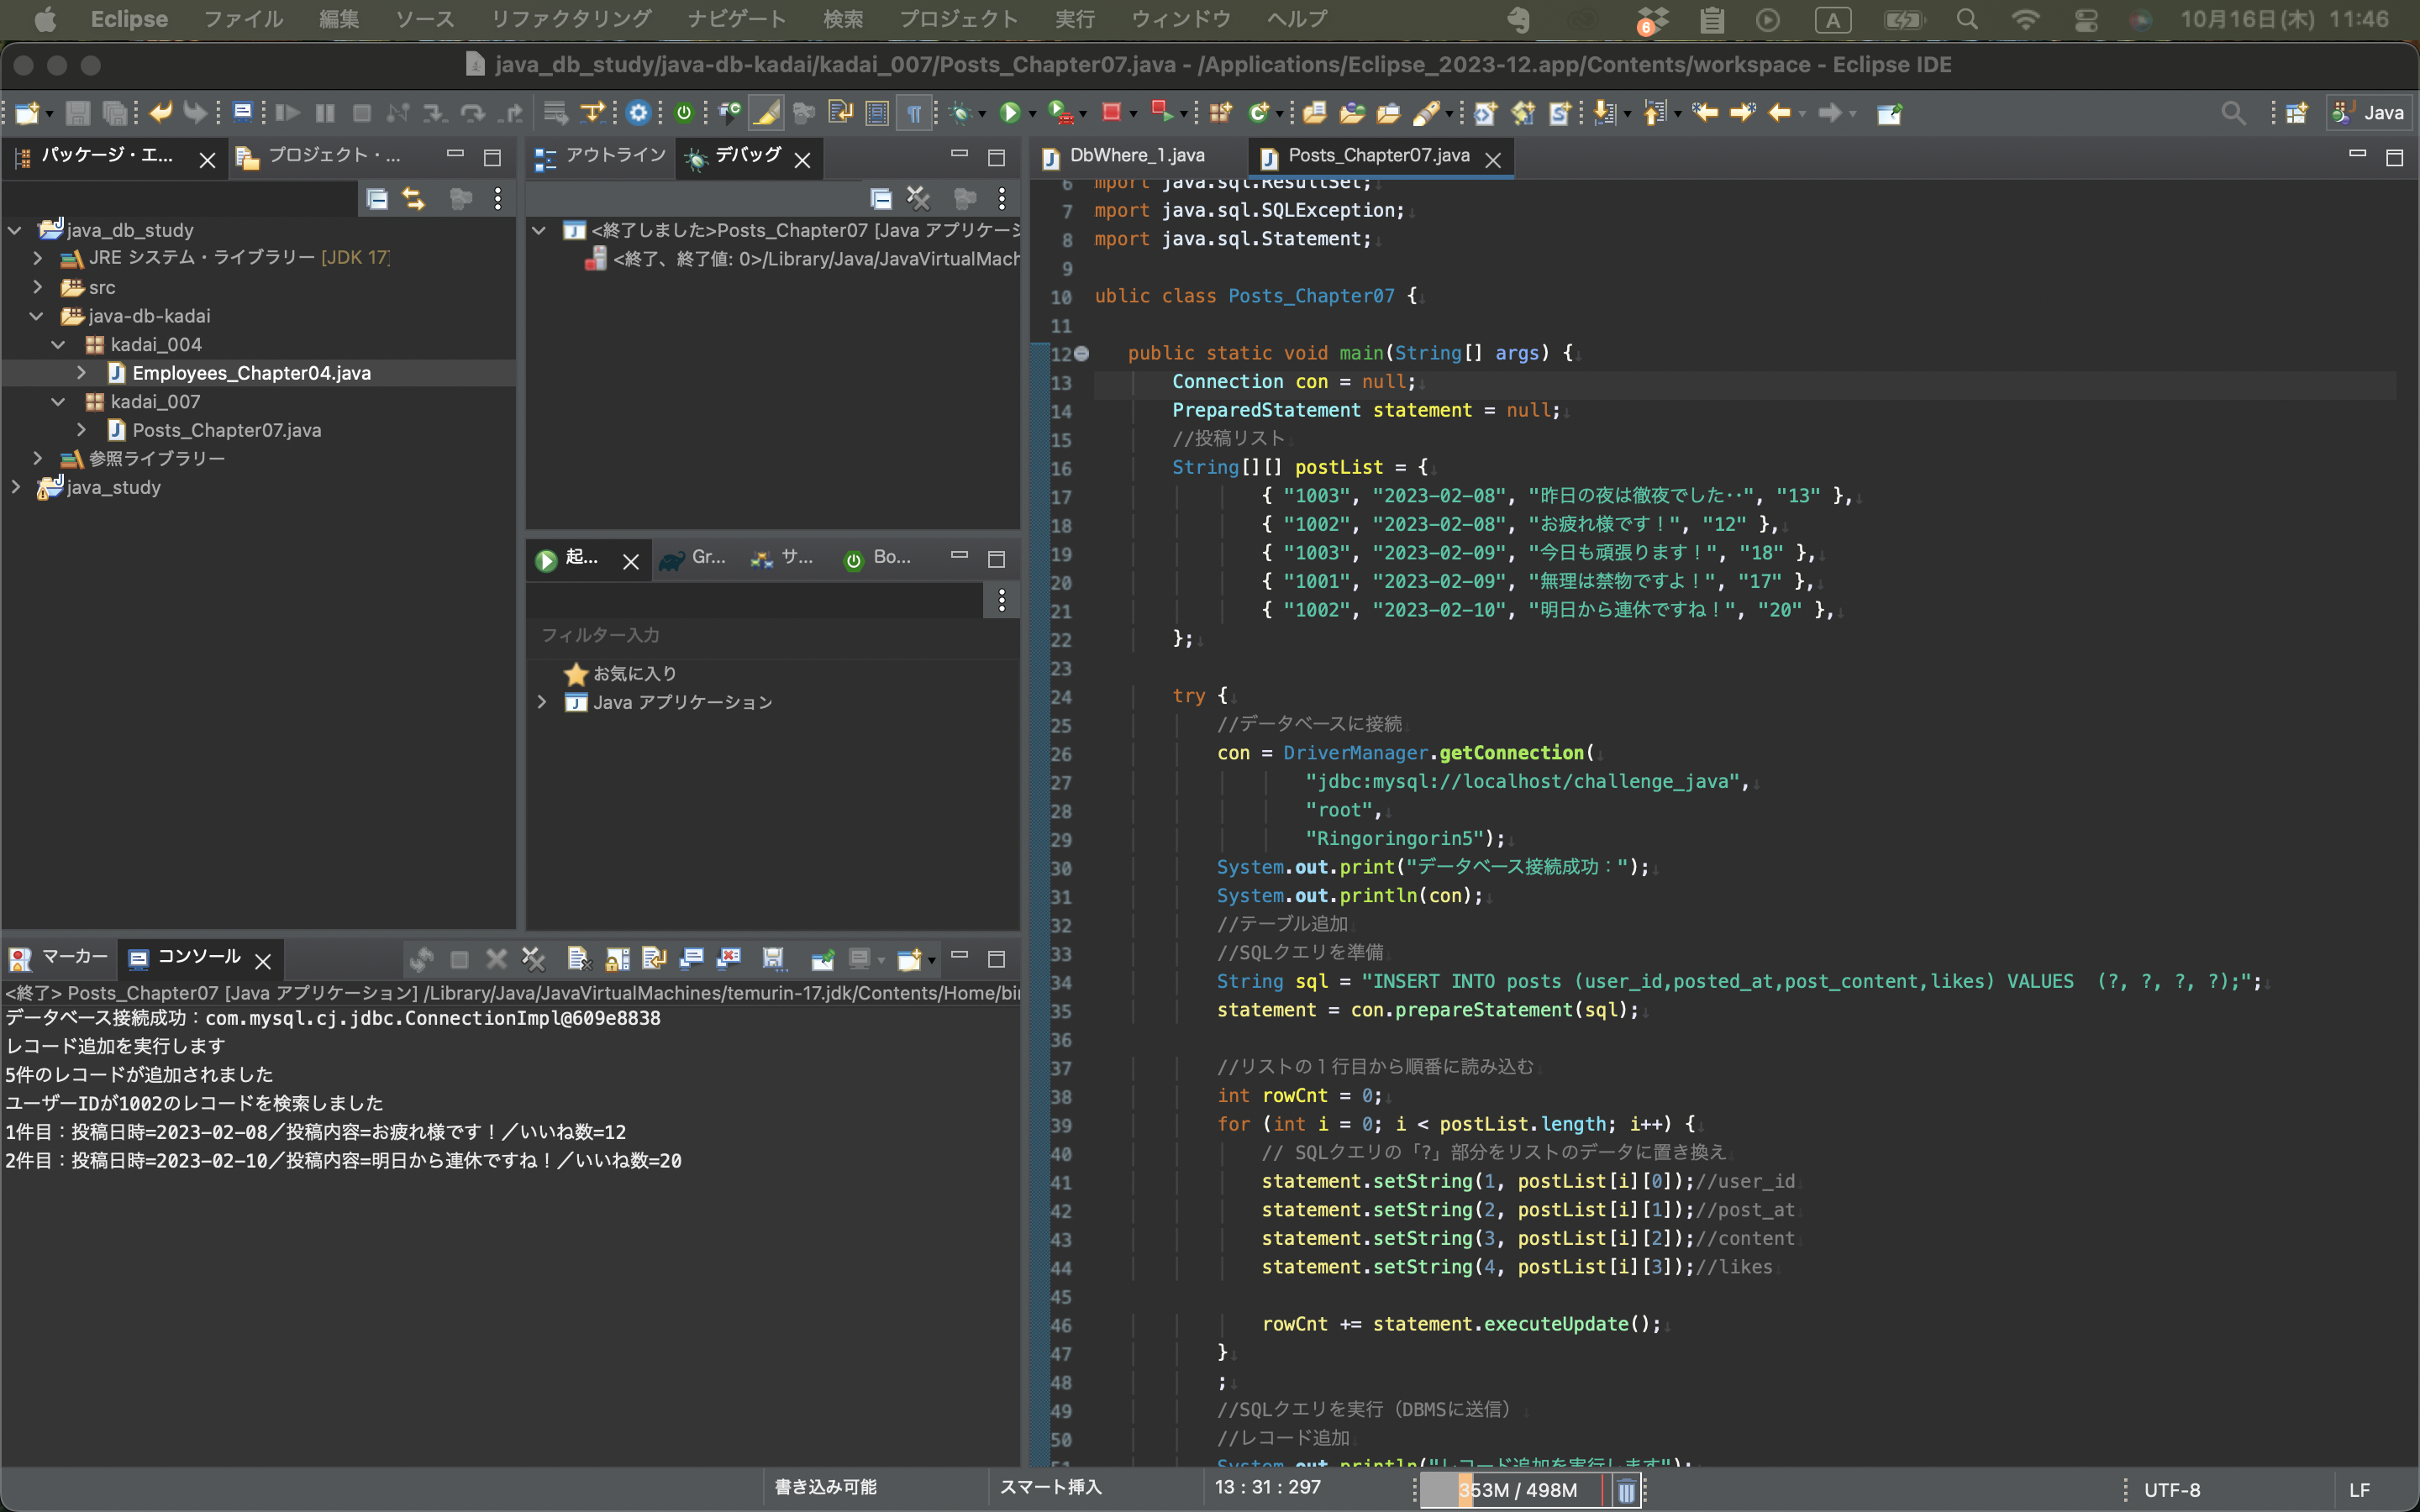 Eclipse ファイル 編集 ソース リファクタリング ナビゲート 検索 プロジェクト 実行 ウィンドウ ヘルプ 6 A 10月16日(木) 11:46
java_db_study/java-db-kadai/kadai_007/Posts_Chapter07.java - /Applications/Eclipse_2023-12.app/Contents/workspace - Eclipse IDE
Java
パッケージ・エ... プロジェクト・...
java_db_study
JRE システム・ライブラリー [JDK 17]
src
java-db-kadai
kadai_004
Employees_Chapter04.java
kadai_007
Posts_Chapter07.java
参照ライブラリー
java_study
アウトライン デバッグ
<終了しました>Posts_Chapter07 [Java アプリケーシ
<終了、終了値: 0>/Library/Java/JavaVirtualMach
起... Gr... サ... Bo...
フィルター入力
お気に入り
Java アプリケーション
マーカー コンソール
<終了> Posts_Chapter07 [Java アプリケーション] /Library/Java/JavaVirtualMachines/temurin-17.jdk/Contents/Home/bi
データベース接続成功：com.mysql.cj.jdbc.ConnectionImpl@609e8838
レコード追加を実行します
5件のレコードが追加されました
ユーザーIDが1002のレコードを検索しました
1件目：投稿日時=2023-02-08／投稿内容=お疲れ様です！／いいね数=12
2件目：投稿日時=2023-02-10／投稿内容=明日から連休ですね！／いいね数=20
DbWhere_1.java Posts_Chapter07.java
6 mport java.sql.ResultSet;
7 mport java.sql.SQLException;
8 mport java.sql.Statement;
9
10 ublic class Posts_Chapter07 {
11
12 public static void main(String[] args) {
13 Connection con = null;
14 PreparedStatement statement = null;
15 //投稿リスト
16 String[][] postList = {
17 { "1003", "2023-02-08", "昨日の夜は徹夜でした‥", "13" },
18 { "1002", "2023-02-08", "お疲れ様です！", "12" },
19 { "1003", "2023-02-09", "今日も頑張ります！", "18" },
20 { "1001", "2023-02-09", "無理は禁物ですよ！", "17" },
21 { "1002", "2023-02-10", "明日から連休ですね！", "20" },
22 };
23
24 try {
25 //データベースに接続
26 con = DriverManager.getConnection(
27 "jdbc:mysql://localhost/challenge_java",
28 "root",
29 "Ringoringorin5");
30 System.out.print("データベース接続成功：");
31 System.out.println(con);
32 //テーブル追加
33 //SQLクエリを準備
34 String sql = "INSERT INTO posts (user_id,posted_at,post_content,likes) VALUES  (?, ?, ?, ?);";
35 statement = con.prepareStatement(sql);
36
37 //リストの１行目から順番に読み込む
38 int rowCnt = 0;
39 for (int i = 0; i < postList.length; i++) {
40 // SQLクエリの「?」部分をリストのデータに置き換え
41 statement.setString(1, postList[i][0]);//user_id
42 statement.setString(2, postList[i][1]);//post_at
43 statement.setString(3, postList[i][2]);//content
44 statement.setString(4, postList[i][3]);//likes
45
46 rowCnt += statement.executeUpdate();
47 }
48 ;
49 //SQLクエリを実行（DBMSに送信）
50 //レコード追加
51 System.out.println("レコード追加を実行します");
書き込み可能 スマート挿入 13 : 31 : 297 353M / 498M UTF-8 LF